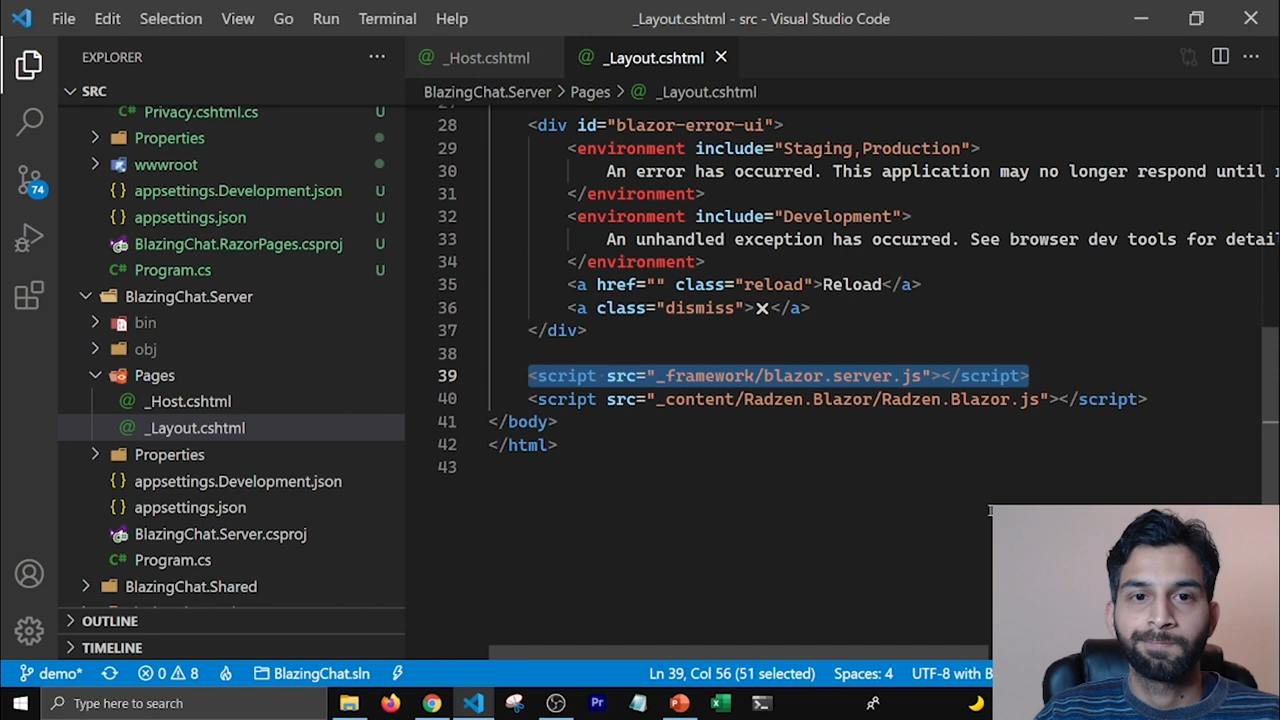 File Edit Selection View Go Run Terminal Help
_Layout.cshtml - src - Visual Studio Code
EXPLORER
_Host.cshtml
_Layout.cshtml
SRC
BlazingChat.Server > Pages > _Layout.cshtml
Privacy.cshtml.cs U
Properties
wwwroot
appsettings.Development.json U
appsettings.json U
BlazingChat.RazorPages.csproj U
Program.cs U
BlazingChat.Server
bin
obj
Pages
_Host.cshtml
_Layout.cshtml
Properties
appsettings.Development.json
appsettings.json
BlazingChat.Server.csproj
Program.cs
BlazingChat.Shared
OUTLINE
TIMELINE
74
28 <div id="blazor-error-ui">
29 <environment include="Staging,Production">
30 An error has occurred. This application may no longer respond until
31 </environment>
32 <environment include="Development">
33 An unhandled exception has occurred. See browser dev tools for detai
34 </environment>
35 <a href="" class="reload">Reload</a>
36 <a class="dismiss">🗙</a>
37 </div>
38
39 <script src="_framework/blazor.server.js"></script>
40 <script src="_content/Radzen.Blazor/Radzen.Blazor.js"></script>
41 </body>
42 </html>
43
demo* 0 8 BlazingChat.sln Ln 39, Col 56 (51 selected) Spaces: 4 UTF-8 with B
Type here to search